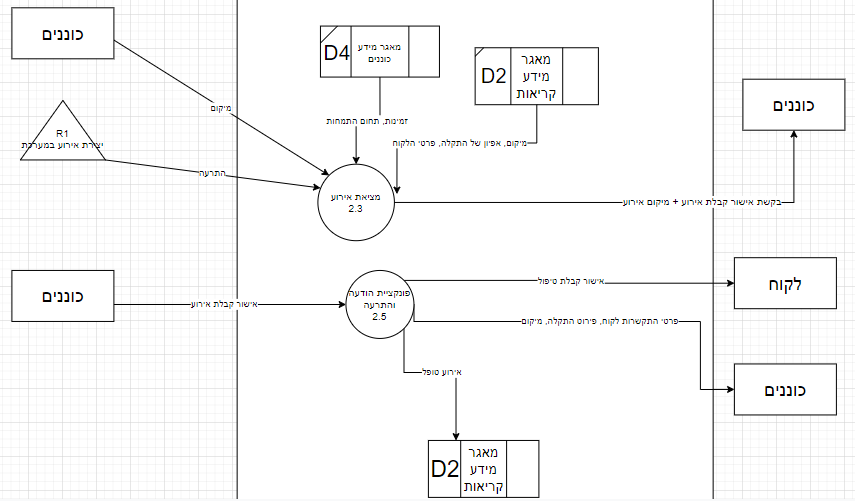 כוננים
D4
מאגר מידע
כוננים
D2
מאגר
מידע
קריאות
כוננים
מיקום
זמינות, תחום התמחות
R1
יצירת אירוע במערכת
מיקום, אפיון של התקלה, פרטי הלקוח
התרעה
מציאת אירוע
2.3
בקשת אישור קבלת אירוע + מיקום אירוע
כוננים
אישור קבלת אירוע
פונקציית הודעה
והתרעה
2.5
אישור קבלת טיפול
לקוח
פרטי התקשרות לקוח, פירוט התקלה, מיקום
כוננים
אירוע טופל
D2
מאגר
מידע
קריאות